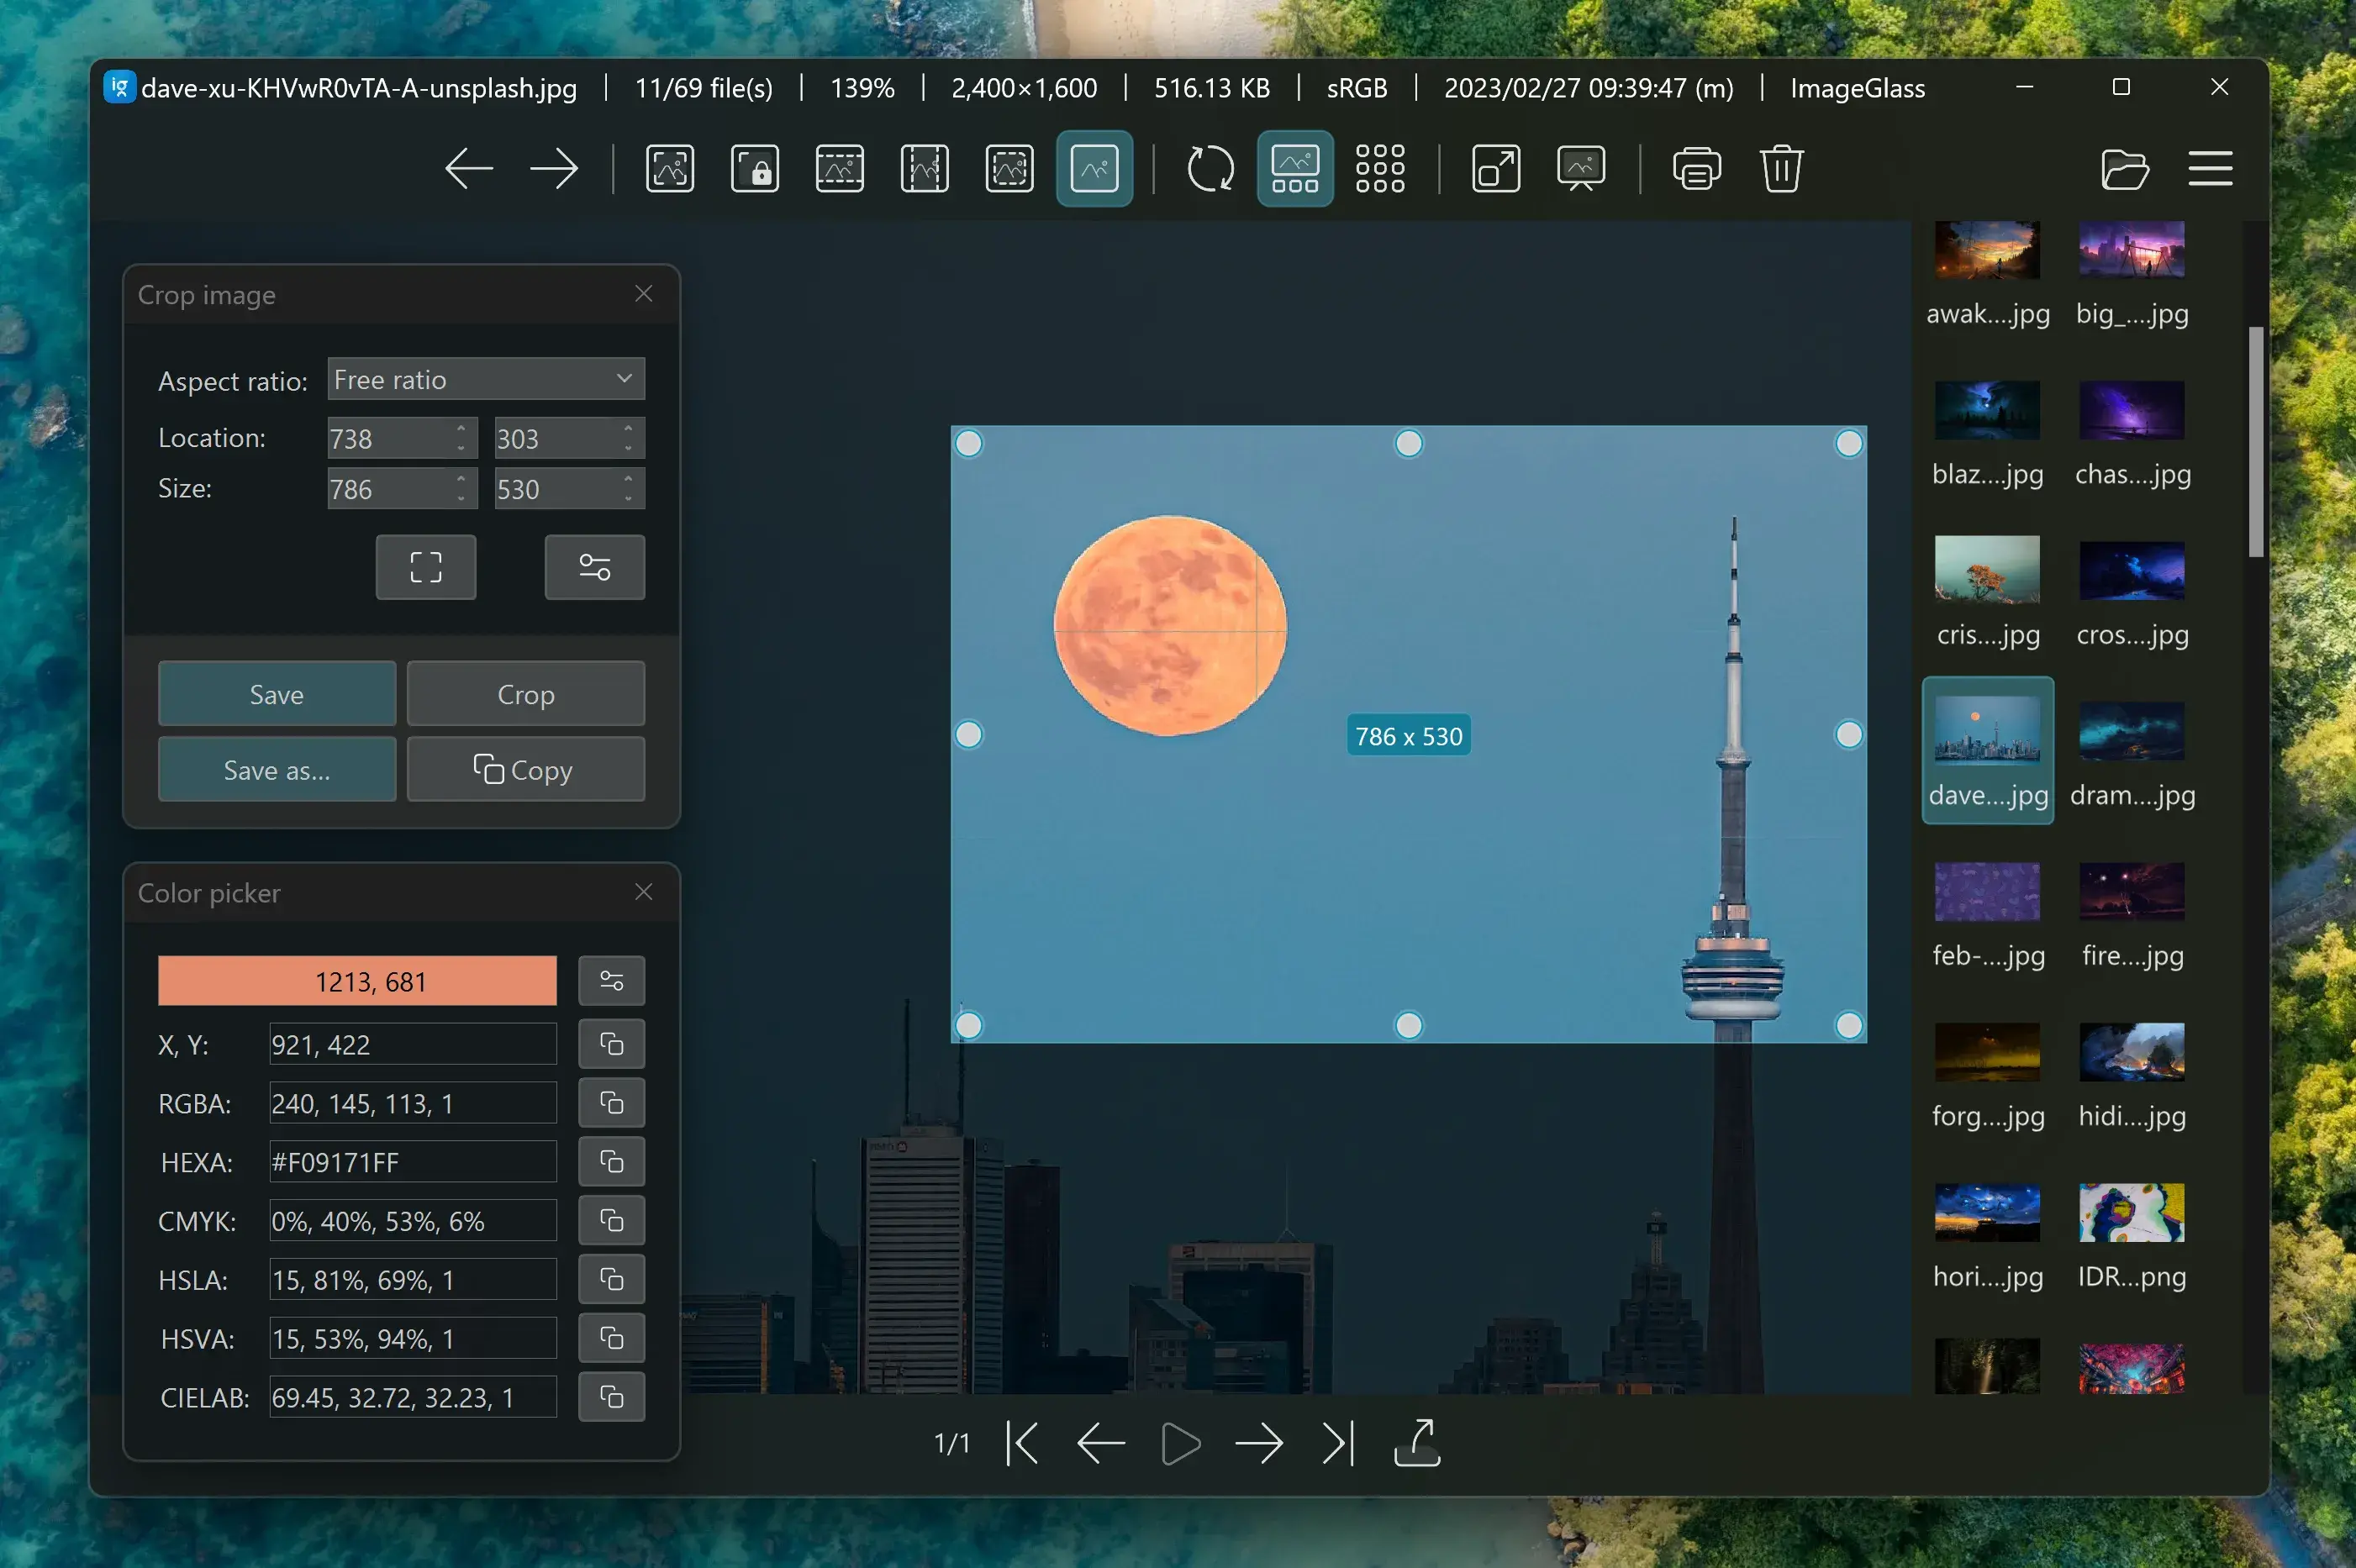 ig dave-xu-KHVwR0vTA-A-unsplash.jpg | 11/69 file(s) | 139% | 2,400×1,600 | 516.13 KB | sRGB | 2023/02/27 09:39:47 (m) | ImageGlass
Crop image
Aspect ratio: Free ratio
Location: 738 303
Size: 786 530
Save Crop
Save as... Copy
Color picker
1213, 681
X, Y: 921, 422
RGBA: 240, 145, 113, 1
HEXA: #F09171FF
CMYK: 0%, 40%, 53%, 6%
HSLA: 15, 81%, 69%, 1
HSVA: 15, 53%, 94%, 1
CIELAB: 69.45, 32.72, 32.23, 1
786 x 530
1/1
awak....jpg big_....jpg
blaz....jpg chas....jpg
cris....jpg cros....jpg
dave....jpg dram....jpg
feb-....jpg fire....jpg
forg....jpg hidi....jpg
hori....jpg IDR...png